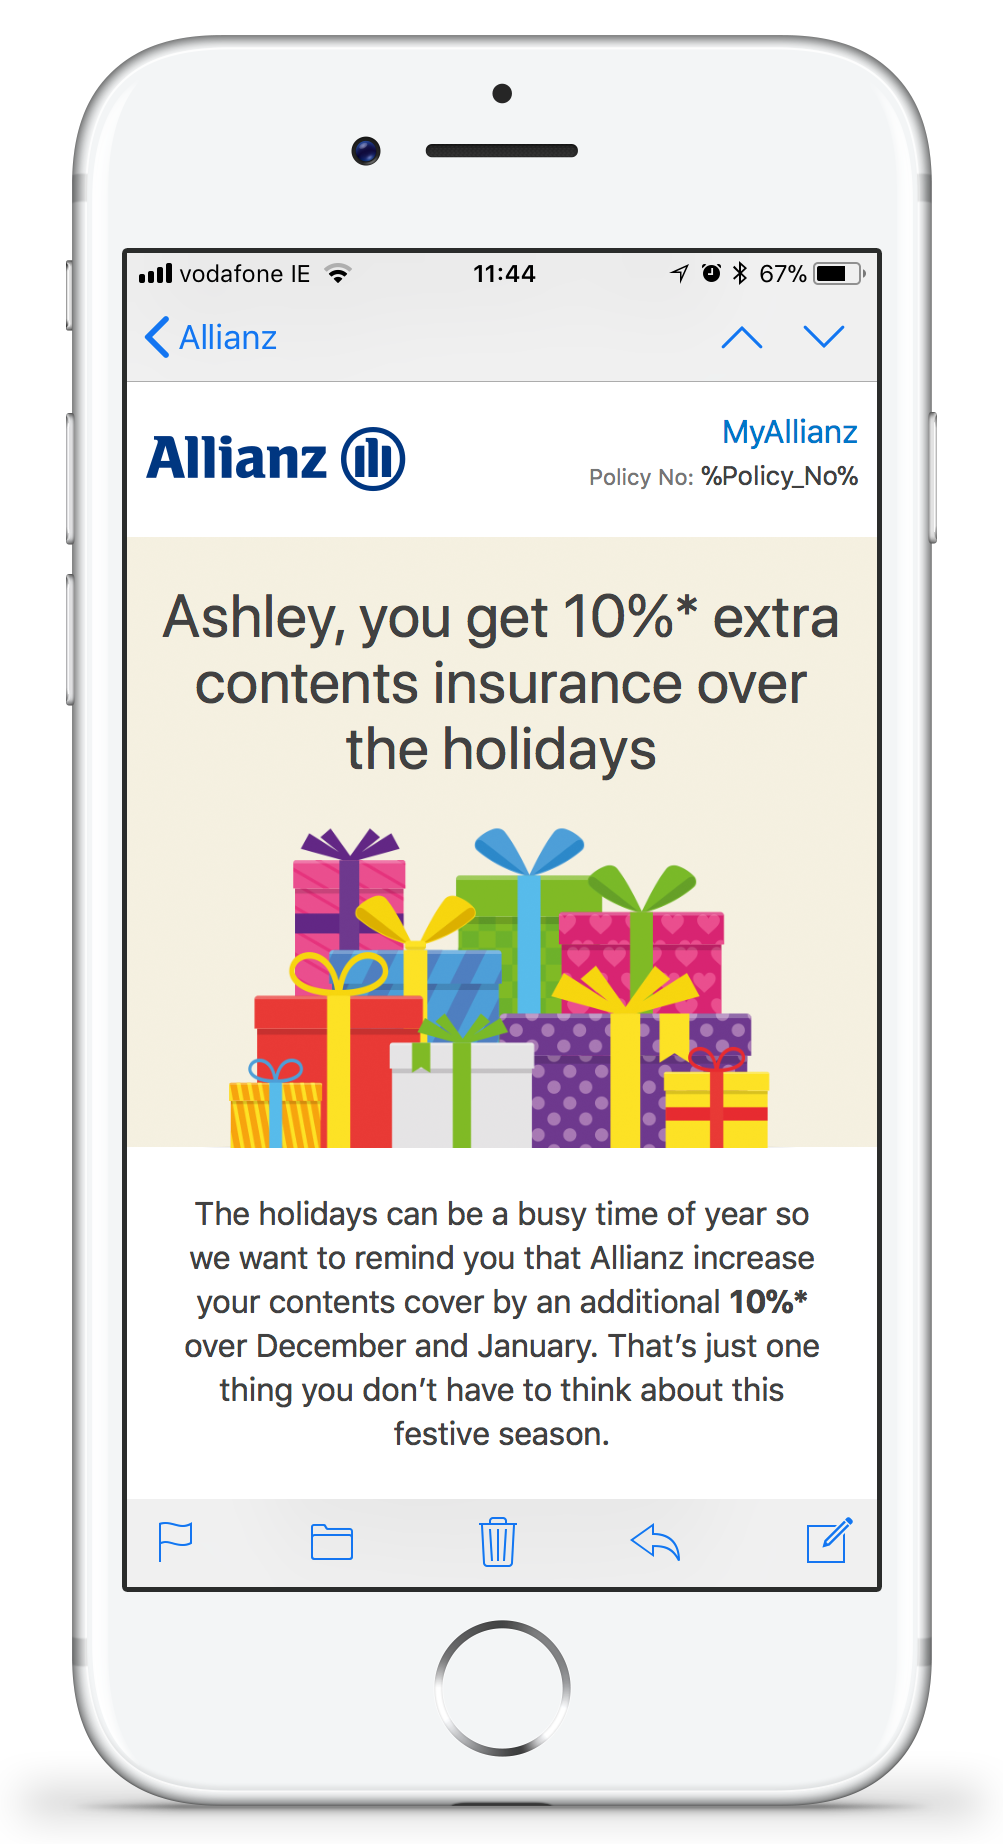 vodafone IE 11:44 67%
Allianz
Allianz
MyAllianz
Policy No: %Policy_No%
Ashley, you get 10%* extra
contents insurance over
the holidays
The holidays can be a busy time of year so
we want to remind you that Allianz increase
your contents cover by an additional 10%*
over December and January. That’s just one
thing you don’t have to think about this
festive season.